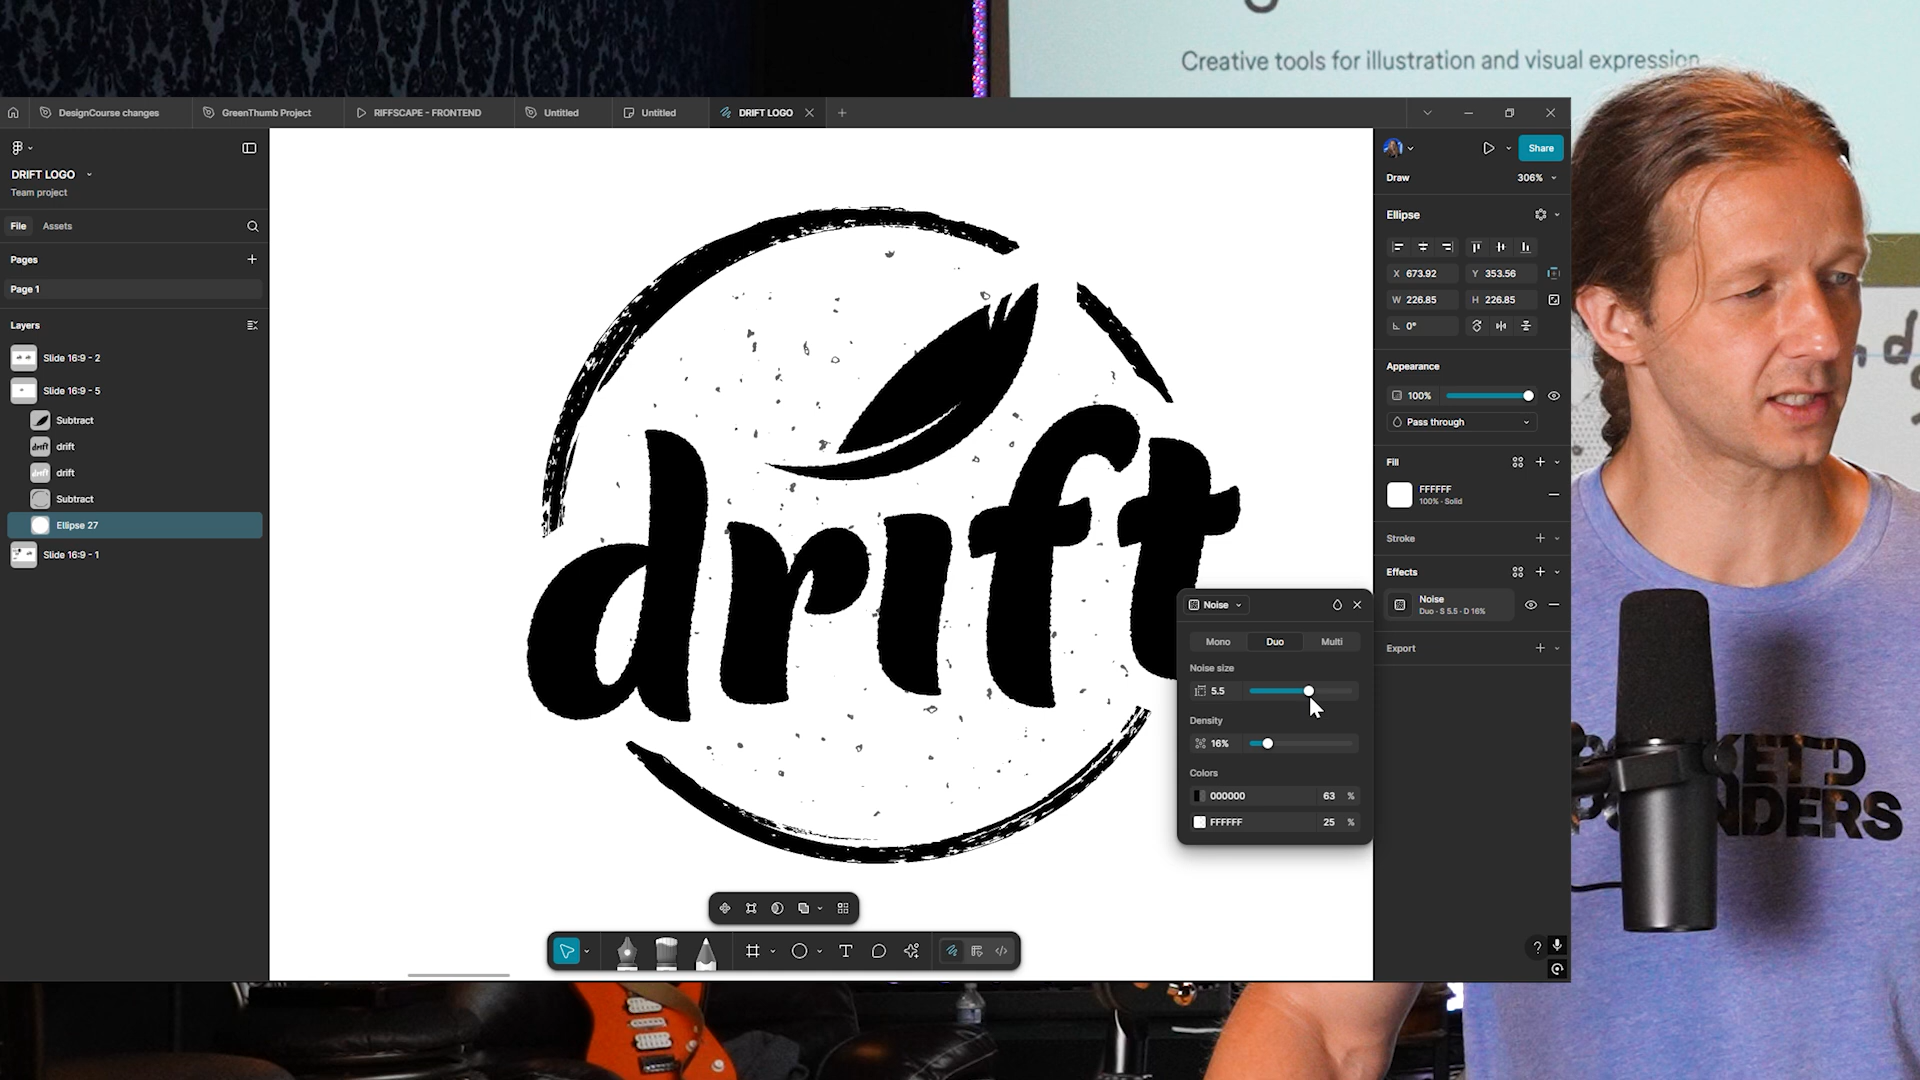 Creative tools for illustration and visual expression
DesignCourse changes
GreenThumb Project
RIFFSCAPE - FRONTEND
Untitled
Untitled
DRIFT LOGO
DRIFT LOGO
Team project
File
Assets
Pages
Page 1
Layers
Slide 16:9 - 2
Slide 16:9 - 5
Subtract
drift
drift
Subtract
Ellipse 27
Slide 16:9 - 1
drift
Share
Draw
306%
Ellipse
X 673.92
Y 353.56
W 226.85
H 226.85
0°
Appearance
100%
Pass through
Fill
FFFFFF
100% · Solid
Stroke
Effects
Noise
Duo · S 5.5 · D 16%
Export
Noise
Mono
Duo
Multi
Noise size
5.5
Density
16%
Colors
000000
63 %
FFFFFF
25 %
T
?